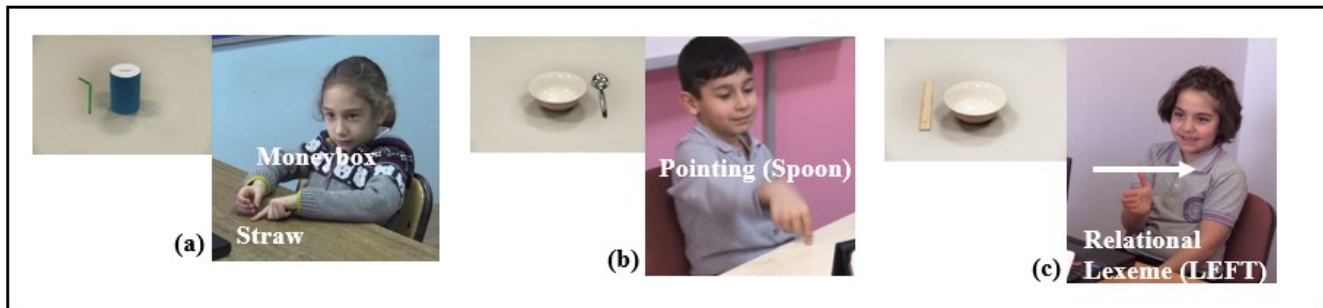 Moneybox
Straw
(a)
Pointing (Spoon)
(b)
Relational
Lexeme (LEFT)
(c)